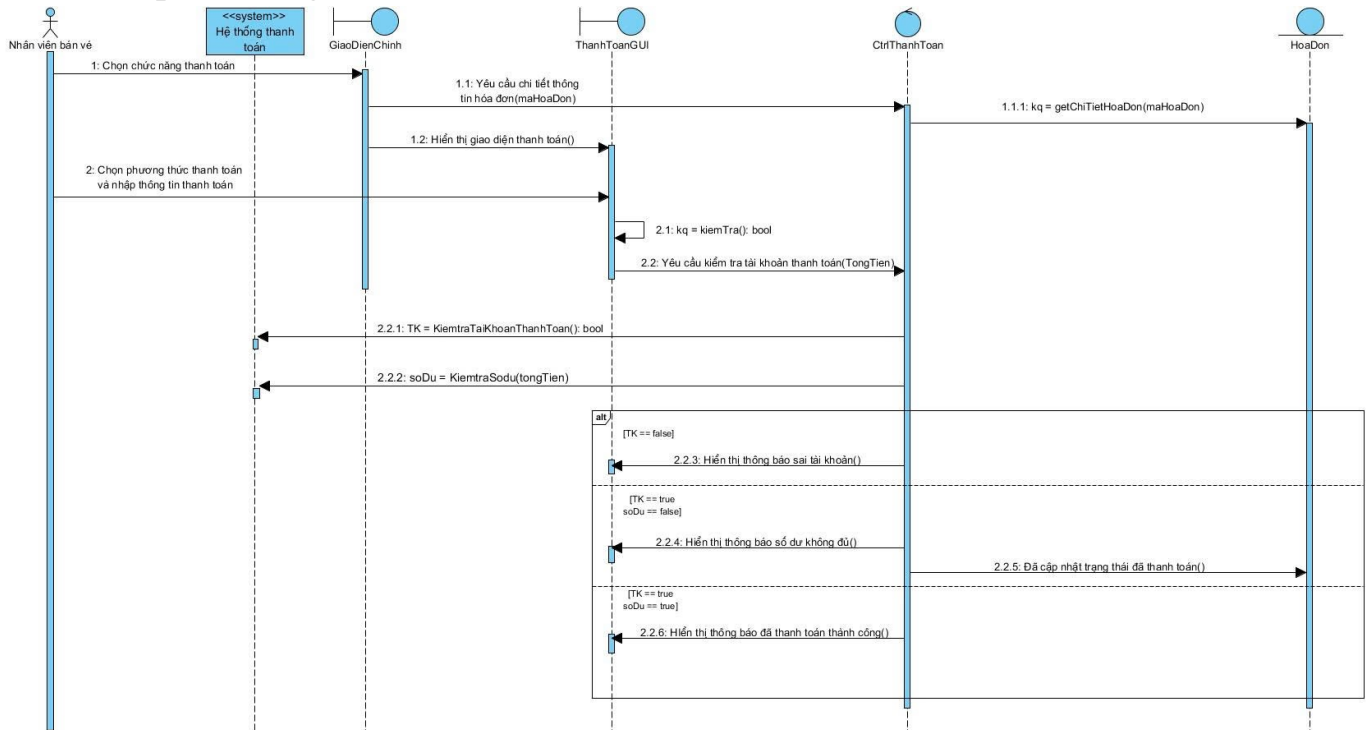 <<system>>
Hệ thống thanh
toán
Nhân viên bán vé
GiaoDienChinh
ThanhToanGUI
CtrlThanhToan
HoaDon
1: Chọn chức năng thanh toán
1.1: Yêu cầu chi tiết thông
tin hóa đơn(maHoaDon)
1.1.1: kq = getChiTietHoaDon(maHoaDon)
1.2: Hiển thị giao diện thanh toán()
2: Chọn phương thức thanh toán
và nhập thông tin thanh toán
2.1: kq = kiemTra(): bool
2.2: Yêu cầu kiểm tra tài khoản thanh toán(TongTien)
2.2.1: TK = KiemtraTaiKhoanThanhToan(): bool
2.2.2: soDu = KiemtraSodu(tongTien)
alt
[TK == false]
2.2.3: Hiển thị thông báo sai tài khoản()
[TK == true
soDu == false]
2.2.4: Hiển thị thông báo số dư không đủ()
2.2.5: Đã cập nhật trạng thái đã thanh toán()
[TK == true
soDu == true]
2.2.6: HIển thị thông báo đã thanh toán thánh công()